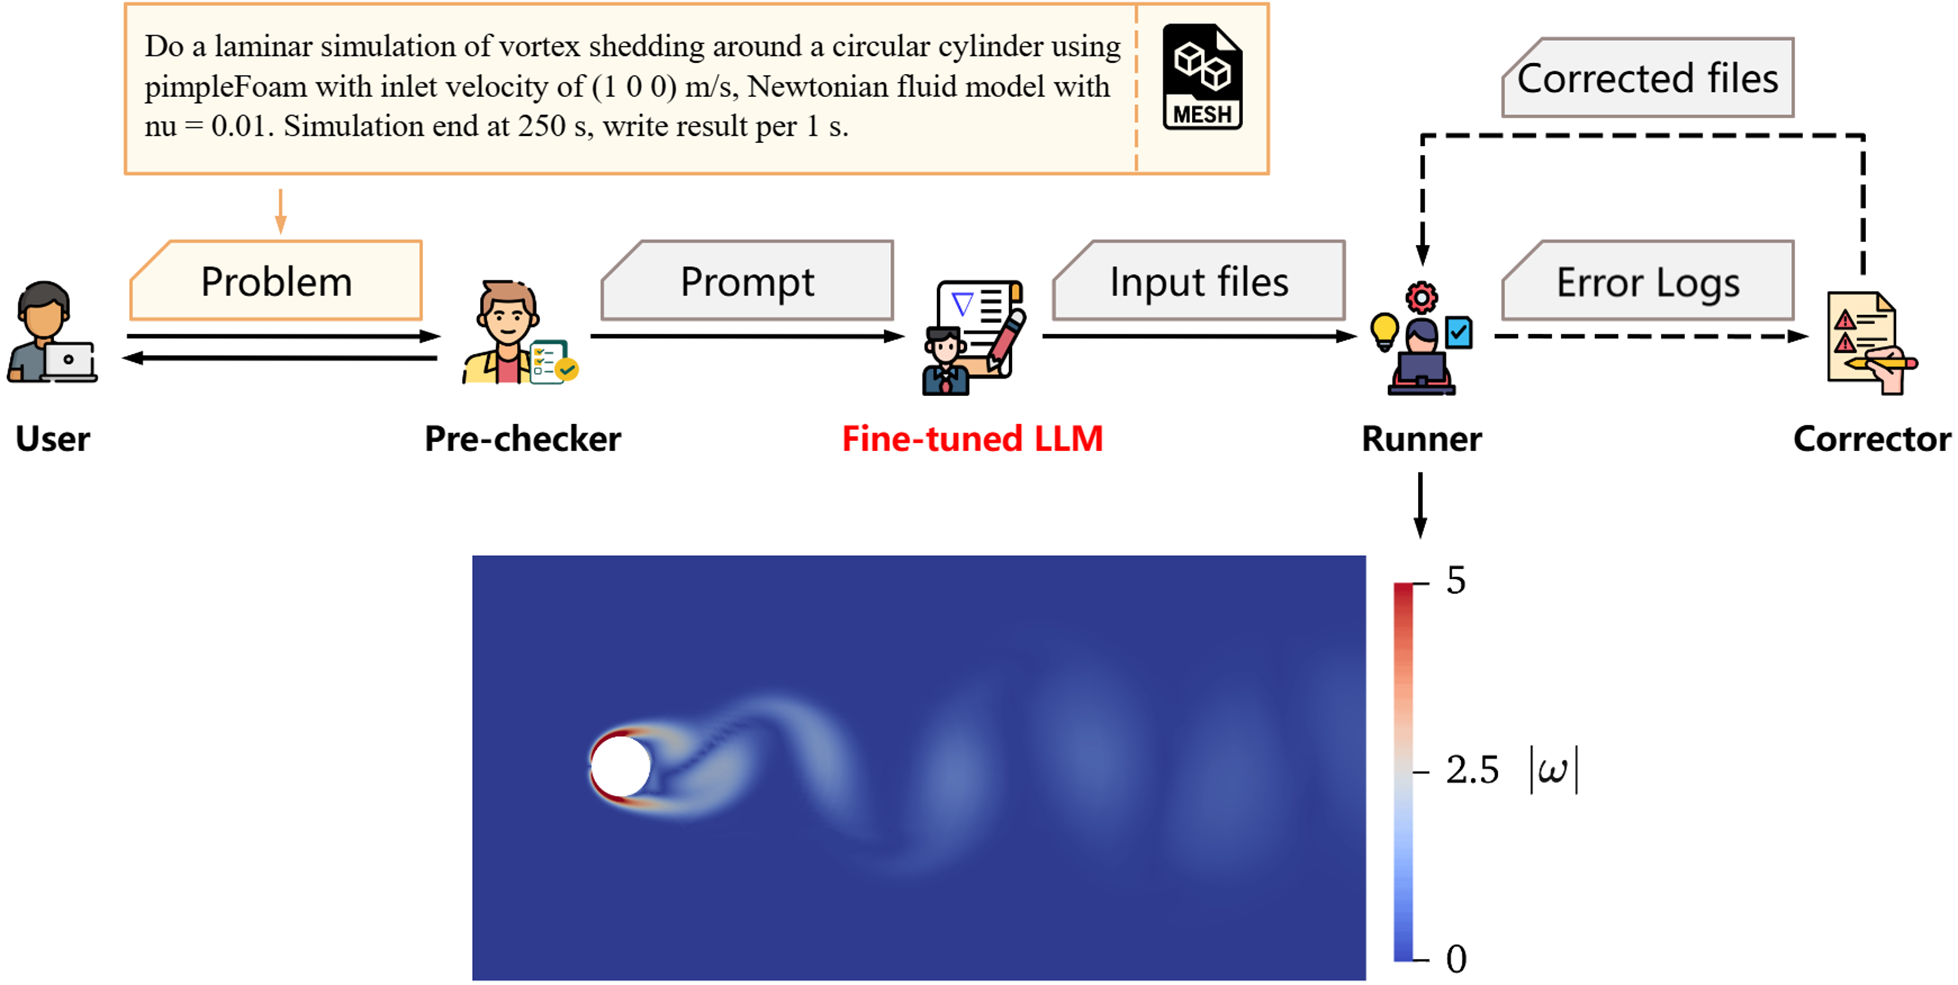 Do a laminar simulation of vortex shedding around a circular cylinder using
pimpleFoam with inlet velocity of (1 0 0) m/s, Newtonian fluid model with
nu = 0.01. Simulation end at 250 s, write result per 1 s.
MESH
Corrected files
Problem
Prompt
Input files
Error Logs
User
Pre-checker
Fine-tuned LLM
Runner
Corrector
5
2.5 |ω|
0